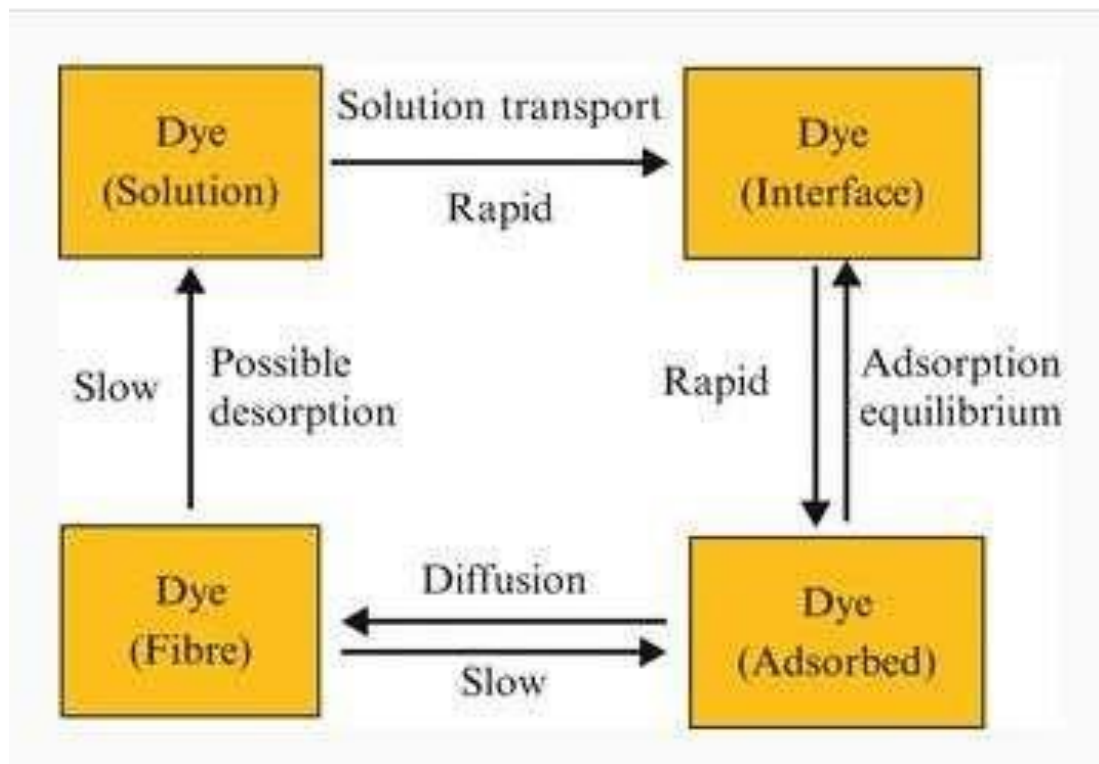 Dye
(Solution)
Solution transport
Rapid
Dye
(Interface)
Slow
Possible
desorption
Rapid
Adsorption
equilibrium
Dye
(Fibre)
Diffusion
Slow
Dye
(Adsorbed)